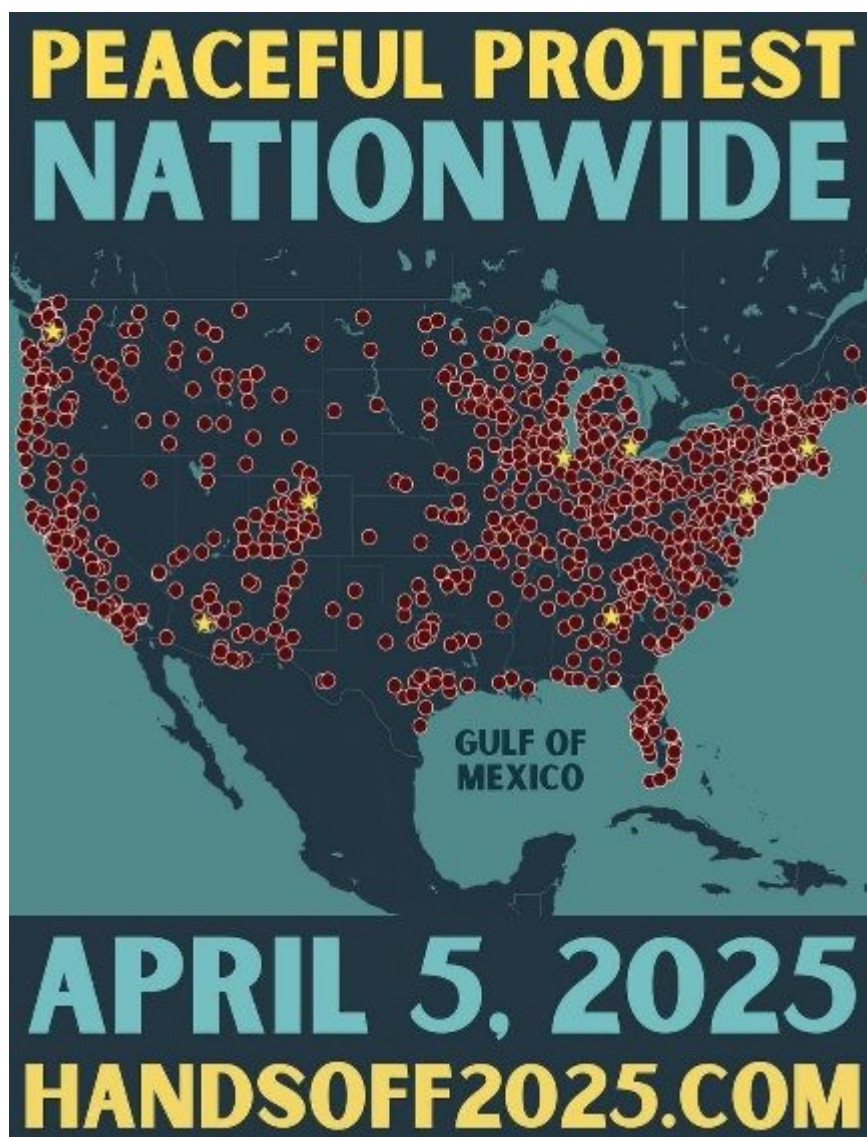 PEACEFUL PROTEST
NATIONWIDE
GULF OF
MEXICO
APRIL 5, 2025
HANDSOFF2025.COM